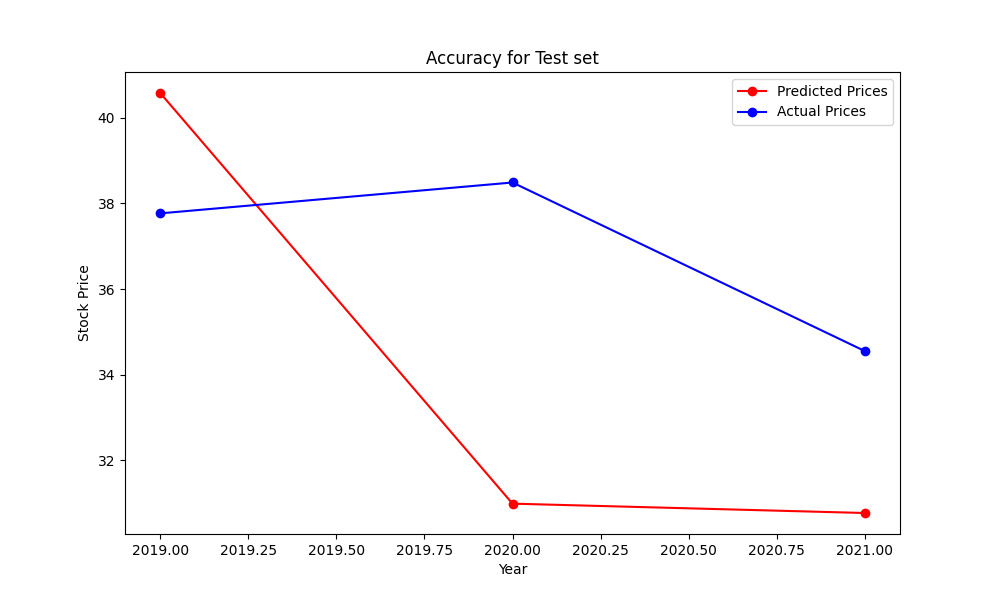 Accuracy for Test set
Predicted Prices
Actual Prices
40
38
36
34
32
Stock Price
2019.00 2019.25 2019.50 2019.75 2020.00 2020.25 2020.50 2020.75 2021.00
Year